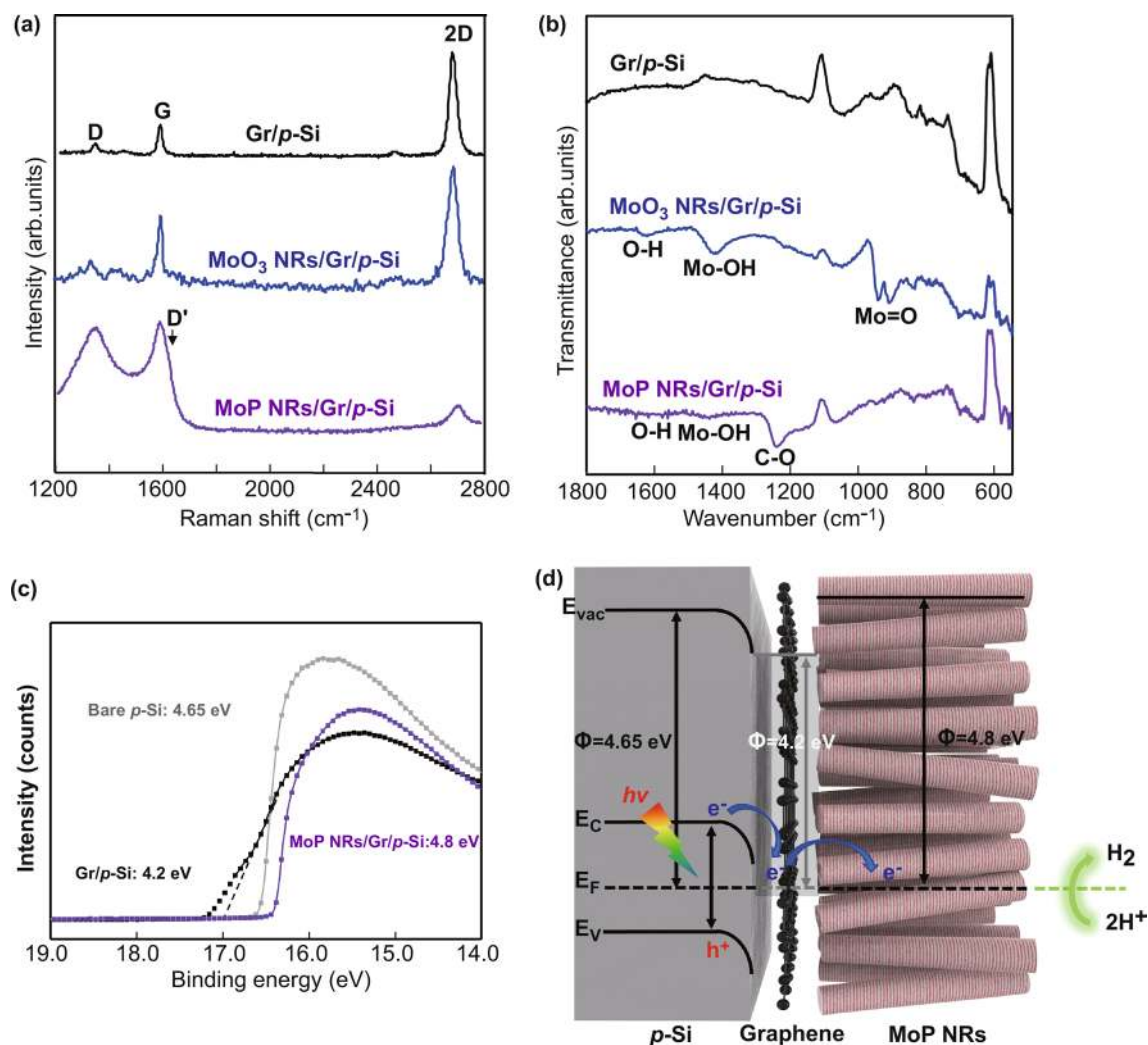 (a)
2D
G
D
Gr/p-Si
MoO3 NRs/Gr/p-Si
D'
MoP NRs/Gr/p-Si
Intensity (arb.units)
1200 1600 2000 2400 2800
Raman shift (cm−1)
(b)
Gr/p-Si
MoO3 NRs/Gr/p-Si
O-H
Mo-OH
Mo=O
MoP NRs/Gr/p-Si
O-H Mo-OH
C-O
Transmittance (arb.units)
1800 1600 1400 1200 1000 800 600
Wavenumber (cm−1)
(c)
Bare p-Si: 4.65 eV
MoP NRs/Gr/p-Si:4.8 eV
Gr/p-Si: 4.2 eV
Intensity (counts)
19.0 18.0 17.0 16.0 15.0 14.0
Binding energy (eV)
(d)
Evac
Φ=4.65 eV Φ=4.2 eV Φ=4.8 eV
hν
e-
EC
e- e-
EF
H2
2H+
EV
h+
p-Si Graphene MoP NRs